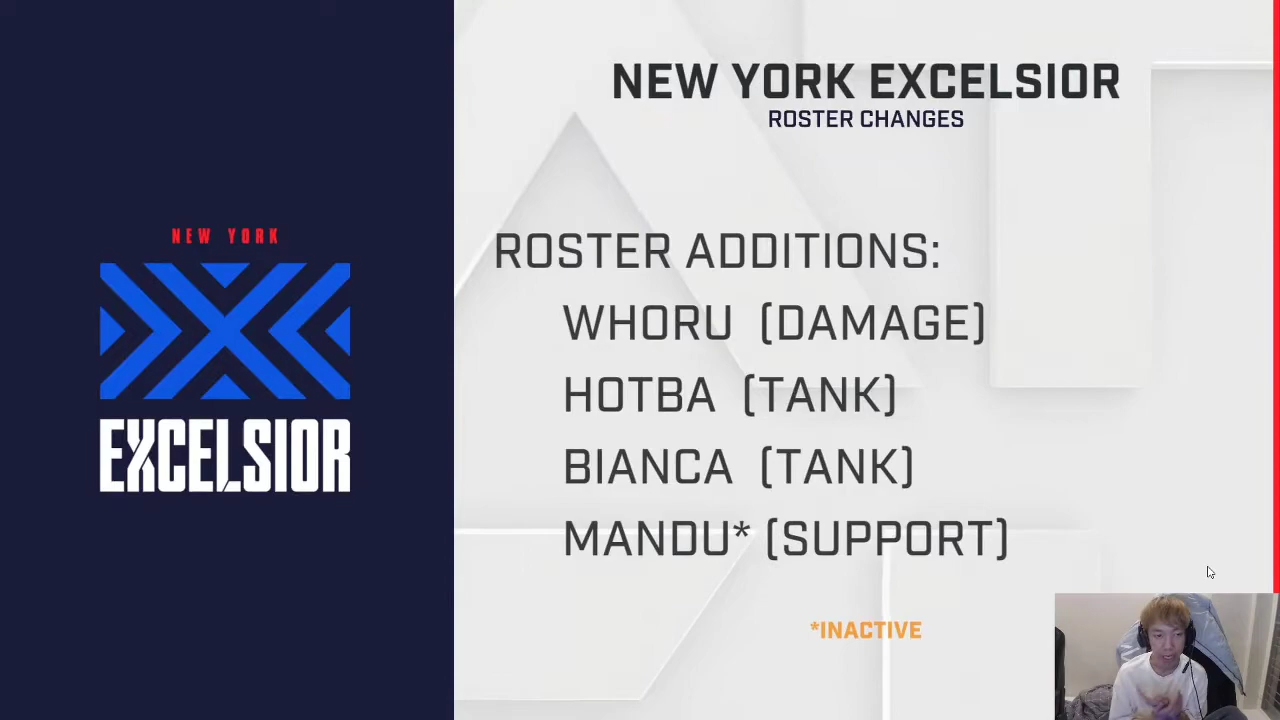 NEW YORK
EXCELSIOR
NEW YORK EXCELSIOR
ROSTER CHANGES
ROSTER ADDITIONS:
WHORU (DAMAGE)
HOTBA (TANK)
BIANCA (TANK)
MANDU* (SUPPORT)
*INACTIVE